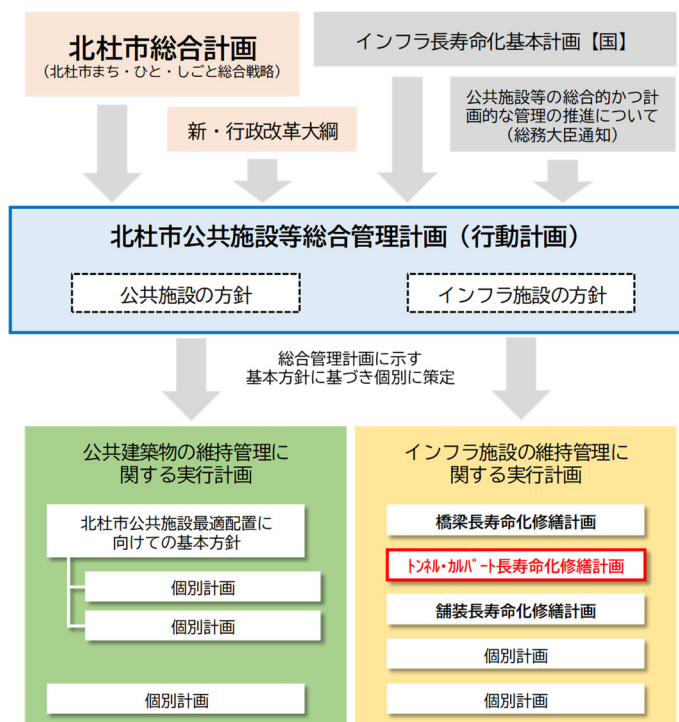 北杜市総合計画
（北杜市まち・ひと・しごと総合戦略）
インフラ長寿命化基本計画【国】
新・行政改革大綱
公共施設等の総合的かつ計
画的な管理の推進について
（総務大臣通知）
北杜市公共施設等総合管理計画（行動計画）
公共施設の方針
インフラ施設の方針
総合管理計画に示す
基本方針に基づき個別に策定
公共建築物の維持管理に
関する実行計画
北杜市公共施設最適配置に
向けての基本方針
個別計画
個別計画
個別計画
インフラ施設の維持管理に
関する実行計画
橋梁長寿命化修繕計画
ﾄﾝﾈﾙ・ｶﾙﾊﾞｰﾄ長寿命化修繕計画
舗装長寿命化修繕計画
個別計画
個別計画